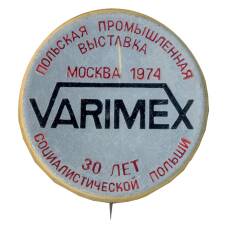 ПОЛЬСКАЯ ПРОМЫШЛЕННАЯ
ВЫСТАВКА
МОСКВА 1974
VARIMEX
30 ЛЕТ
СОЦИАЛИСТИЧЕСКОЙ ПОЛЬШИ